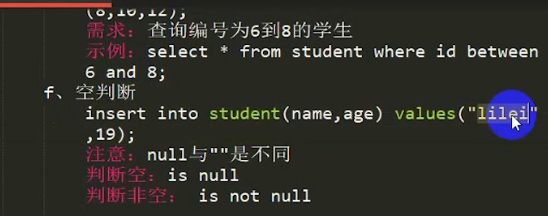 (8,10,12);
需求：查询编号为6到8的学生
示例：select * from student where id between
6 and 8;
f、空判断
insert into student(name,age) values("lilei"
,19);
注意：null与""是不同
判断空：is null
判断非空： is not null